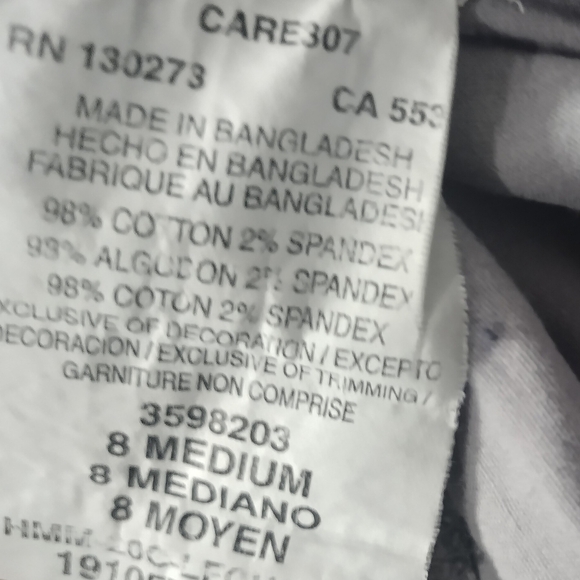 CARE307
RN 130273
CA 553
MADE IN BANGLADESH
HECHO EN BANGLADESH
FABRIQUE AU BANGLADES
98% COTTON 2% SPANDEX
98% ALGODON 2% SPANDEX
98% COTON 2% SPANDEX
EXCLUSIVE OF DECORATION / EXCEPTO
DECORACION / EXCLUSIVE OF TRIMMING /
GARNITURE NON COMPRISE
3598203
8 MEDIUM
8 MEDIANO
8 MOYEN